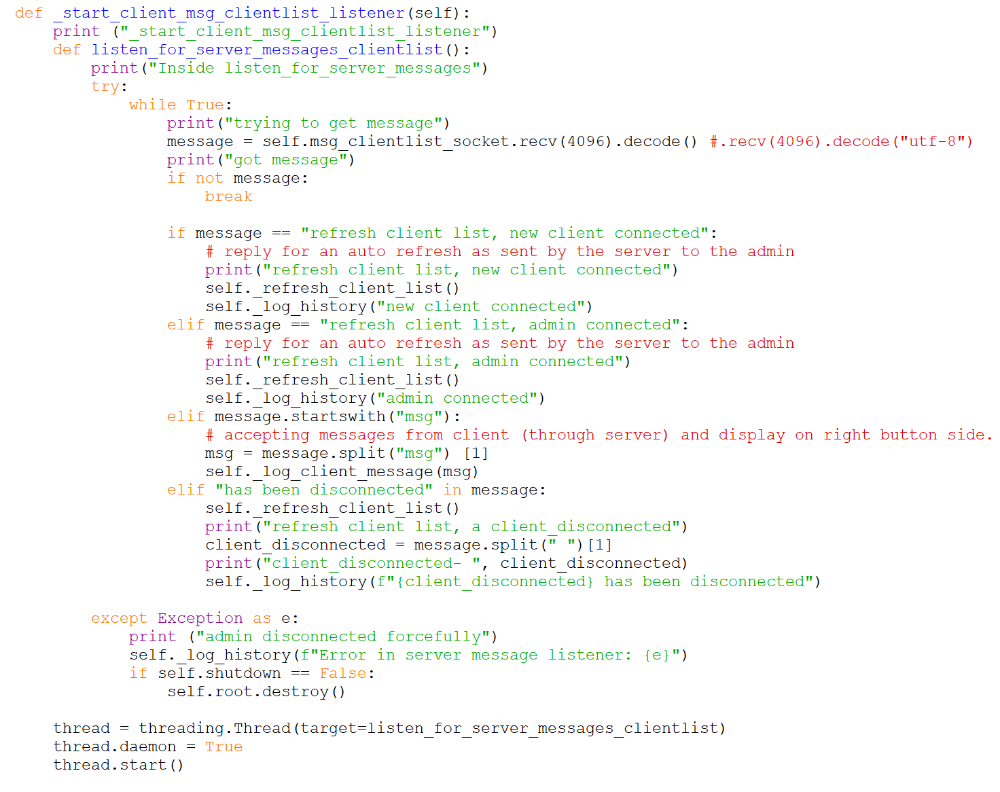 def _start_client_msg_clientlist_listener(self):
    print ("_start_client_msg_clientlist_listener")
    def listen_for_server_messages_clientlist():
        print("Inside listen_for_server_messages")
        try:
            while True:
                print("trying to get message")
                message = self.msg_clientlist_socket.recv(4096).decode() #.recv(4096).decode("utf-8")
                print("got message")
                if not message:
                    break

                if message == "refresh client list, new client connected":
                    # reply for an auto refresh as sent by the server to the admin
                    print("refresh client list, new client connected")
                    self._refresh_client_list()
                    self._log_history("new client connected")
                elif message == "refresh client list, admin connected":
                    # reply for an auto refresh as sent by the server to the admin
                    print("refresh client list, admin connected")
                    self._refresh_client_list()
                    self._log_history("admin connected")
                elif message.startswith("msg"):
                    # accepting messages from client (through server) and display on right button side.
                    msg = message.split("msg") [1]
                    self._log_client_message(msg)
                elif "has been disconnected" in message:
                    self._refresh_client_list()
                    print("refresh client list, a client_disconnected")
                    client_disconnected = message.split(" ")[1]
                    print("client_disconnected- ", client_disconnected)
                    self._log_history(f"{client_disconnected} has been disconnected")

        except Exception as e:
            print ("admin disconnected forcefully")
            self._log_history(f"Error in server message listener: {e}")
            if self.shutdown == False:
                self.root.destroy()

    thread = threading.Thread(target=listen_for_server_messages_clientlist)
    thread.daemon = True
    thread.start()